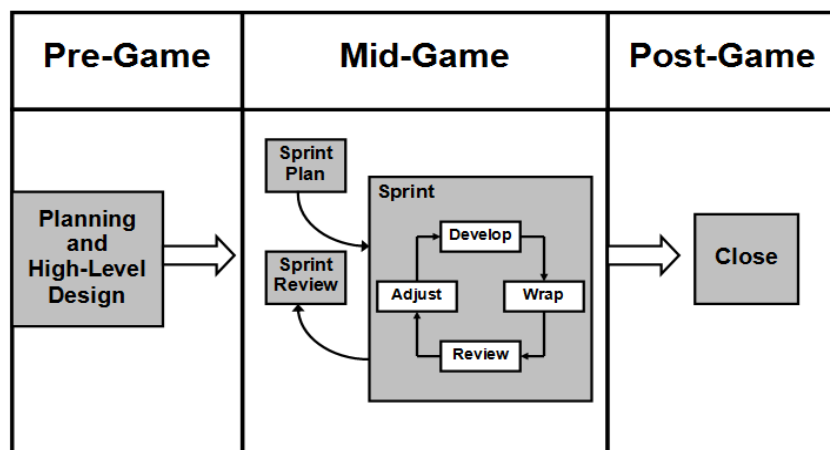 Pre-Game
Mid-Game
Post-Game
Planning
and
High-Level
Design
Sprint
Plan
Sprint
Review
Sprint
Develop
Adjust
Wrap
Review
Close